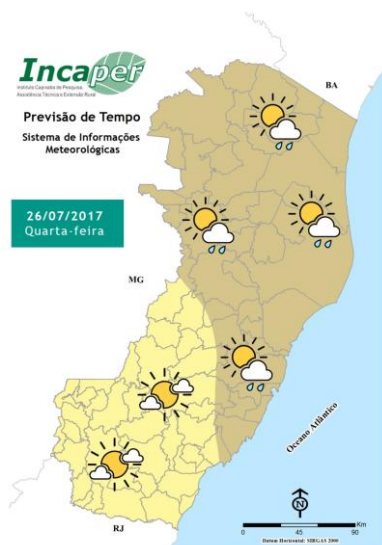 Incaper
Instituto Capixaba de Pesquisa,
Assistência Técnica e Extensão Rural
Previsão de Tempo
Sistema de Informações
Meteorológicas
26/07/2017
Quarta-feira
BA
MG
RJ
Oceano Atlântico
Km
0 45 90
Datum Horizontal: SIRGAS 2000